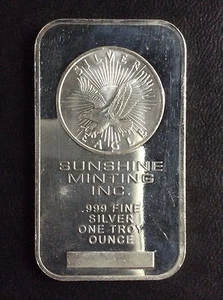 SILVER
EAGLE
SUNSHINE
MINTING
INC.
.999 FINE
SILVER
ONE TROY
OUNCE